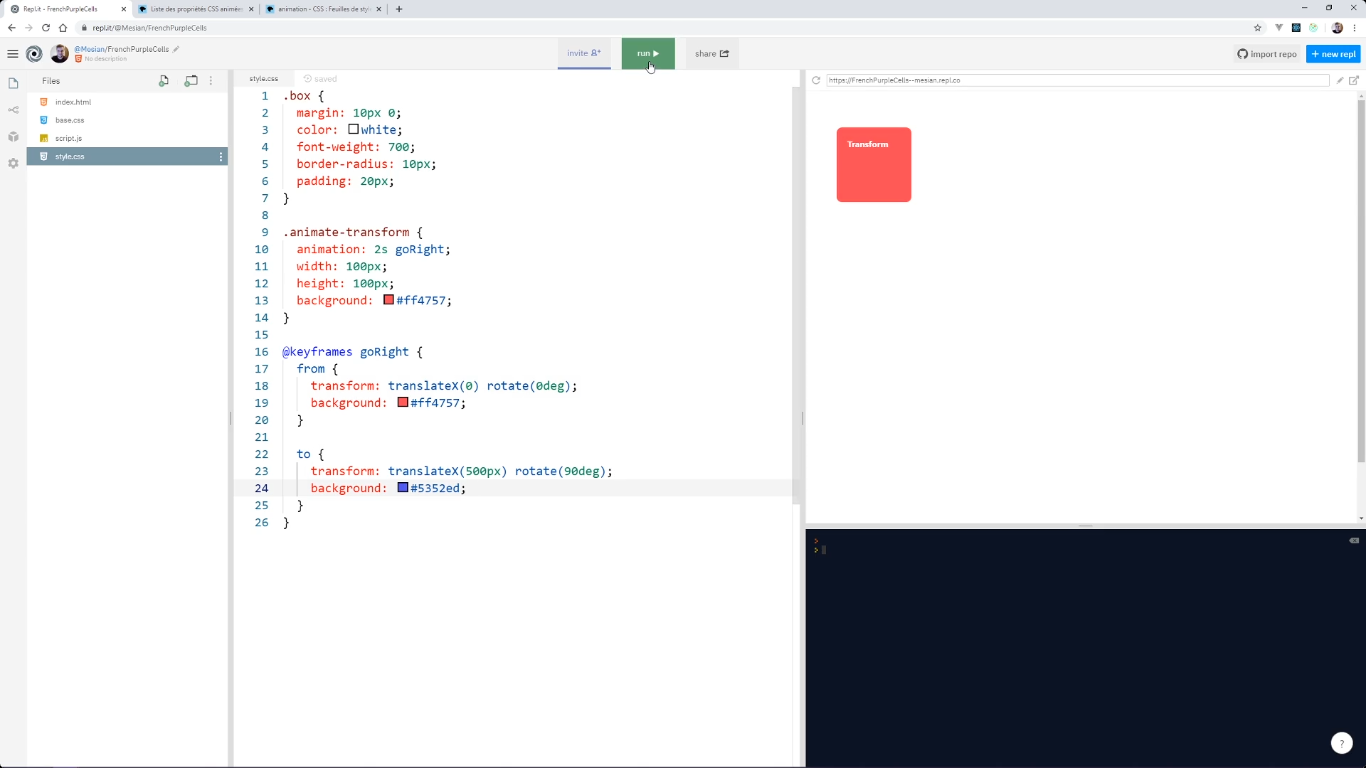 Repl.it - FrenchPurpleCells
Liste des propriétés CSS animées
animation - CSS : Feuilles de style
repl.it/@Mesian/FrenchPurpleCells
@Mesian/FrenchPurpleCells
No description
invite
run
share
Import repo
+ new repl
Files
index.html
base.css
script.js
style.css
style.css
saved
1 .box {
2 margin: 10px 0;
3 color: white;
4 font-weight: 700;
5 border-radius: 10px;
6 padding: 20px;
7 }
8
9 .animate-transform {
10 animation: 2s goRight;
11 width: 100px;
12 height: 100px;
13 background: #ff4757;
14 }
15
16 @keyframes goRight {
17 from {
18 transform: translateX(0) rotate(0deg);
19 background: #ff4757;
20 }
21
22 to {
23 transform: translateX(500px) rotate(90deg);
24 background: #5352ed;
25 }
26 }
https://FrenchPurpleCells--mesian.repl.co
Transform
>
>
?